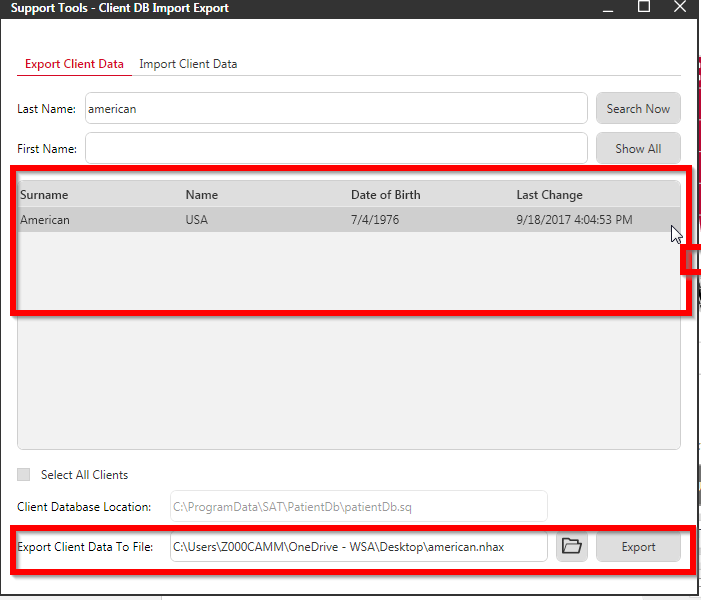 Support Tools - Client DB Import Export
Export Client Data Import Client Data
Last Name: american Search Now
First Name: Show All
Surname Name Date of Birth Last Change
American USA 7/4/1976 9/18/2017 4:04:53 PM
Select All Clients
Client Database Location: C:\ProgramData\SAT\PatientDb\patientDb.sq
Export Client Data To File: C:\Users\Z000CAMM\OneDrive - WSA\Desktop\american.nhax Export